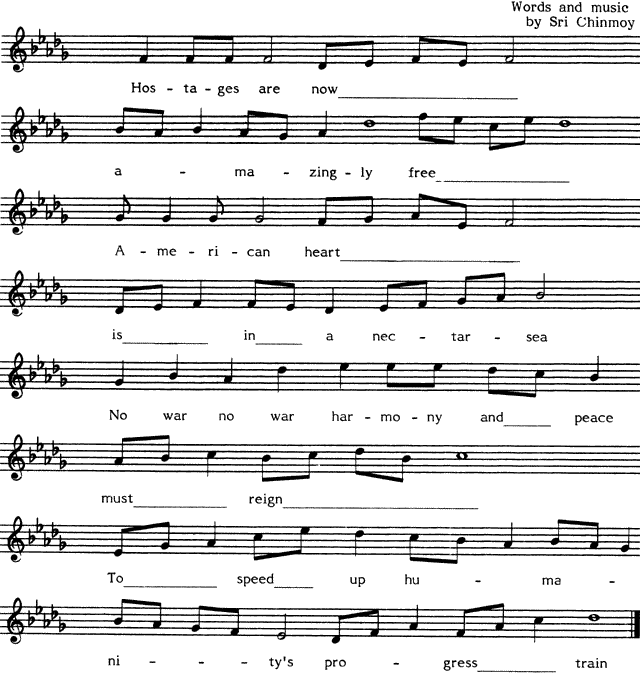 Words and music
by Sri Chinmoy
Hos - ta - ges are now
a - ma - zing - ly free
A - me - ri - can heart
is in a nec - tar - sea
No war no war har - mo - ny and peace
must reign
To speed up hu - ma -
ni - - ty's pro - gress train